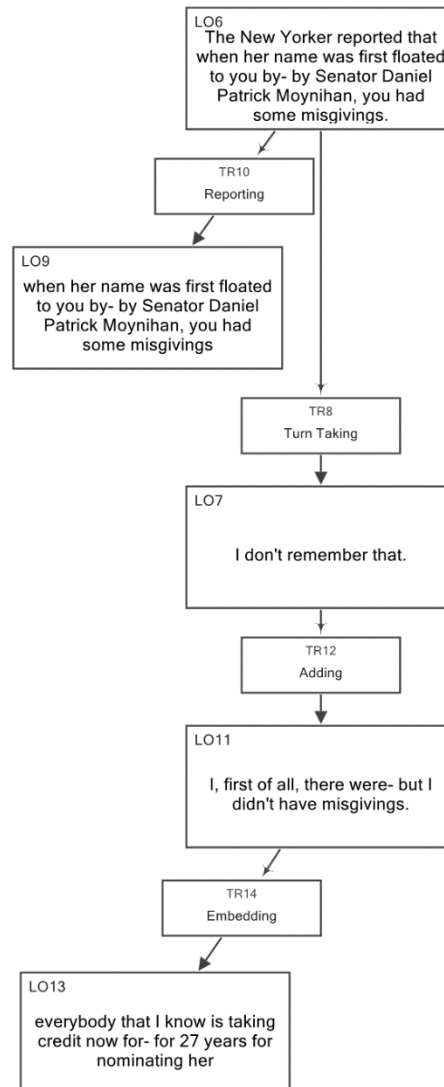 LO6
The New Yorker reported that
when her name was first floated
to you by- by Senator Daniel
Patrick Moynihan, you had
some misgivings.
TR10
Reporting
LO9
when her name was first floated
to you by- by Senator Daniel
Patrick Moynihan, you had
some misgivings
TR8
Turn Taking
LO7
I don't remember that.
TR12
Adding
LO11
I, first of all, there were- but I
didn't have misgivings.
TR14
Embedding
LO13
everybody that I know is taking
credit now for- for 27 years for
nominating her